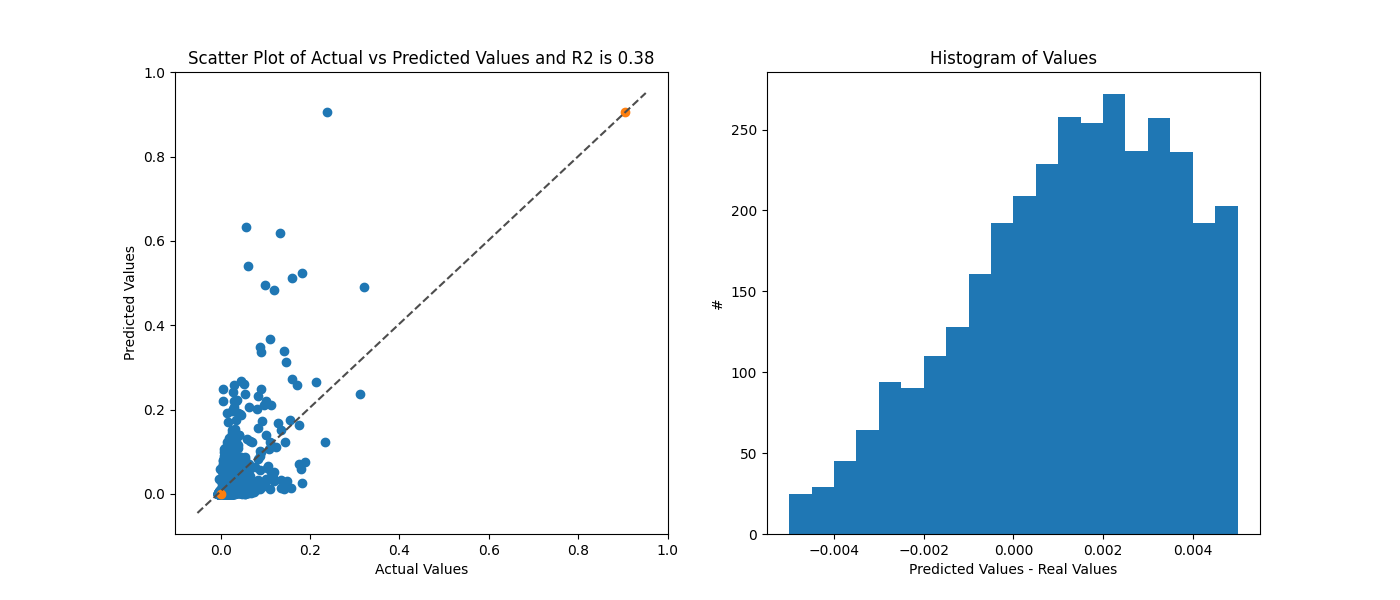 Scatter Plot of Actual vs Predicted Values and R2 is 0.38
1.0
0.8
0.6
0.4
0.2
0.0
Predicted Values
0.0 0.2 0.4 0.6 0.8 1.0
Actual Values
Histogram of Values
250
200
150
100
50
0
#
−0.004 −0.002 0.000 0.002 0.004
Predicted Values - Real Values